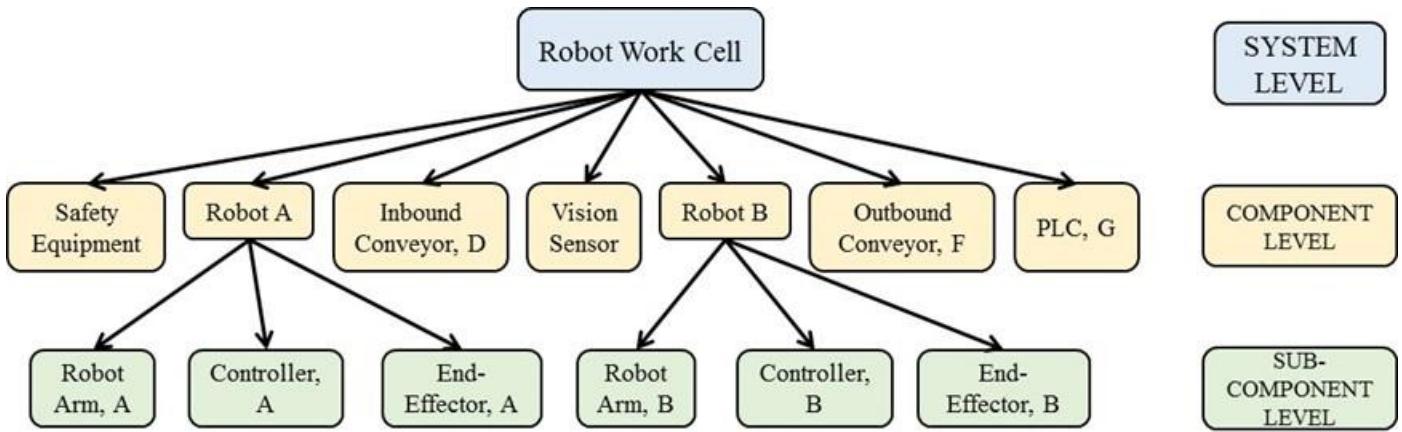 Robot Work Cell
SYSTEM
LEVEL
Safety
Equipment
Robot A
Inbound
Conveyor, D
Vision
Sensor
Robot B
Outbound
Conveyor, F
PLC, G
COMPONENT
LEVEL
Robot
Arm, A
Controller,
A
End-
Effector, A
Robot
Arm, B
Controller,
B
End-
Effector, B
SUB-
COMPONENT
LEVEL